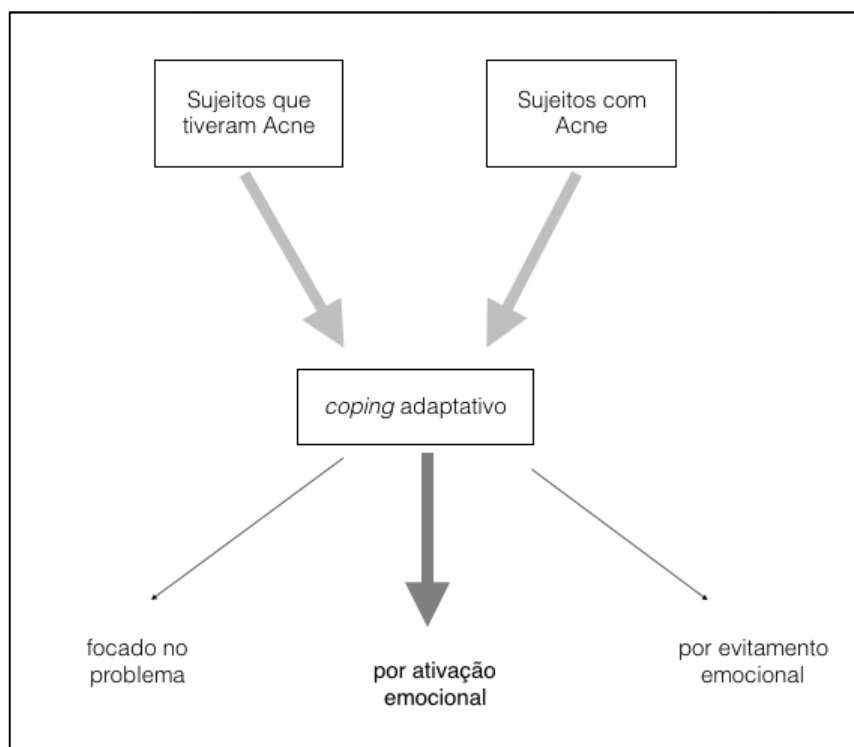 Sujeitos que
tiveram Acne
Sujeitos com
Acne
coping adaptativo
focado no
problema
por ativação
emocional
por evitamento
emocional